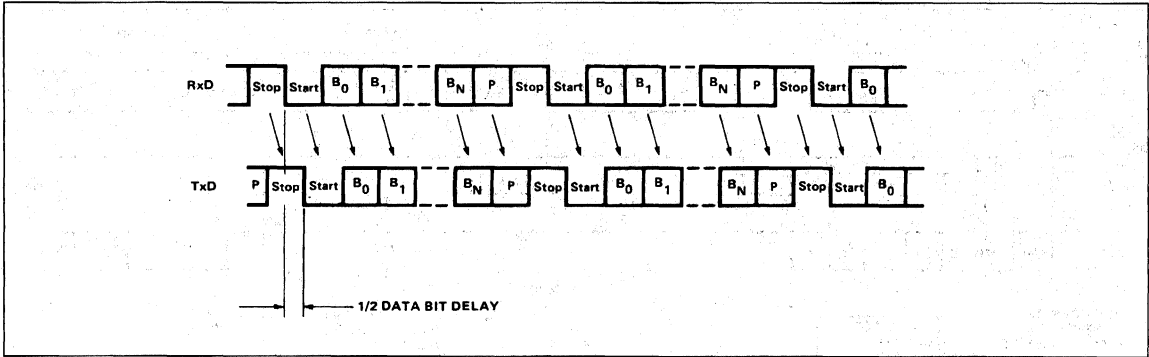 RxD Stop Start B0 B1 BN P Stop Start B0 B1 BN P Stop Start B0
TxD P Stop Start B0 B1 BN P Stop Start B0 B1 BN P Stop Start B0
1/2 DATA BIT DELAY